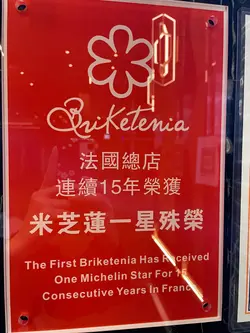 BriKetenia
法國總店
連續15年榮獲
米芝蓮一星殊榮
The First Briketenia Has Received
One Michelin Star For 15
Consecutive Years In France